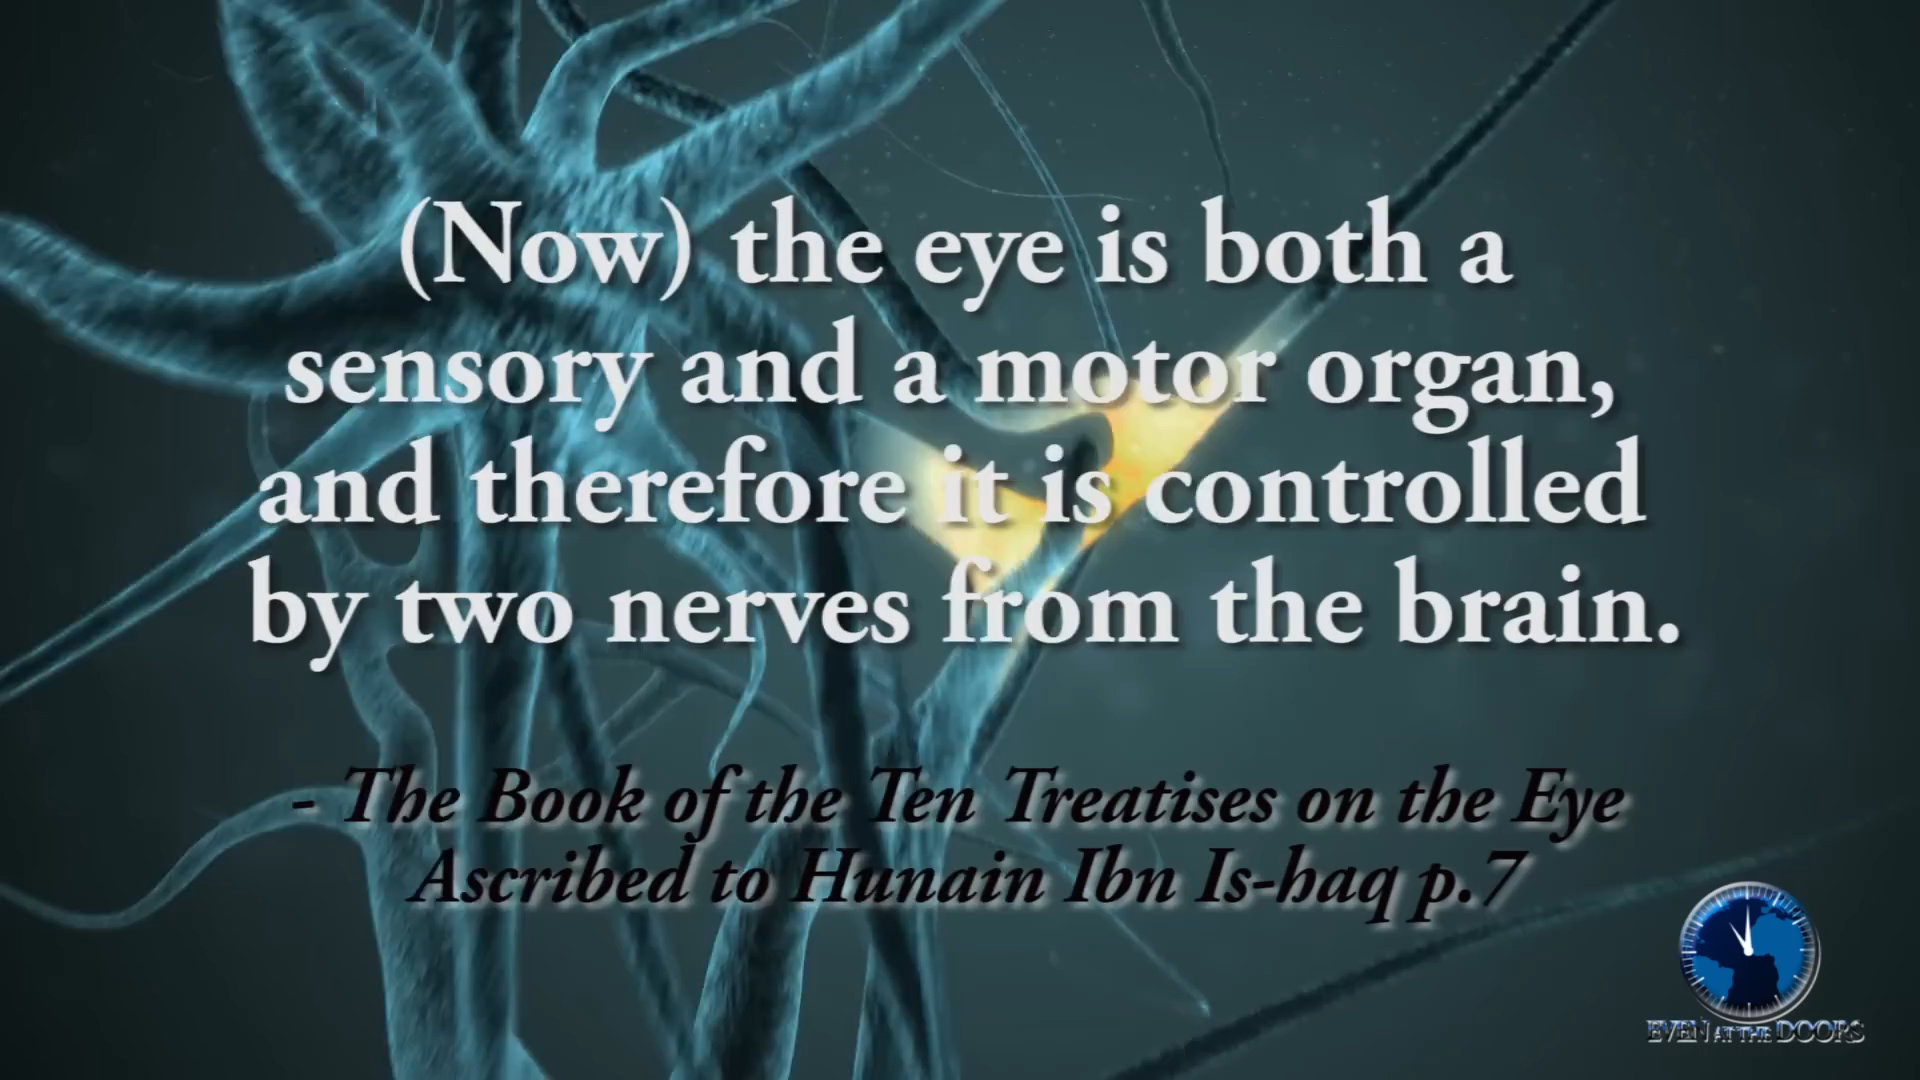 (Now) the eye is both a
sensory and a motor organ,
and therefore it is controlled
by two nerves from the brain.
- The Book of the Ten Treatises on the Eye
Ascribed to Hunain Ibn Is-haq p.7
EVEN AT THE DOORS